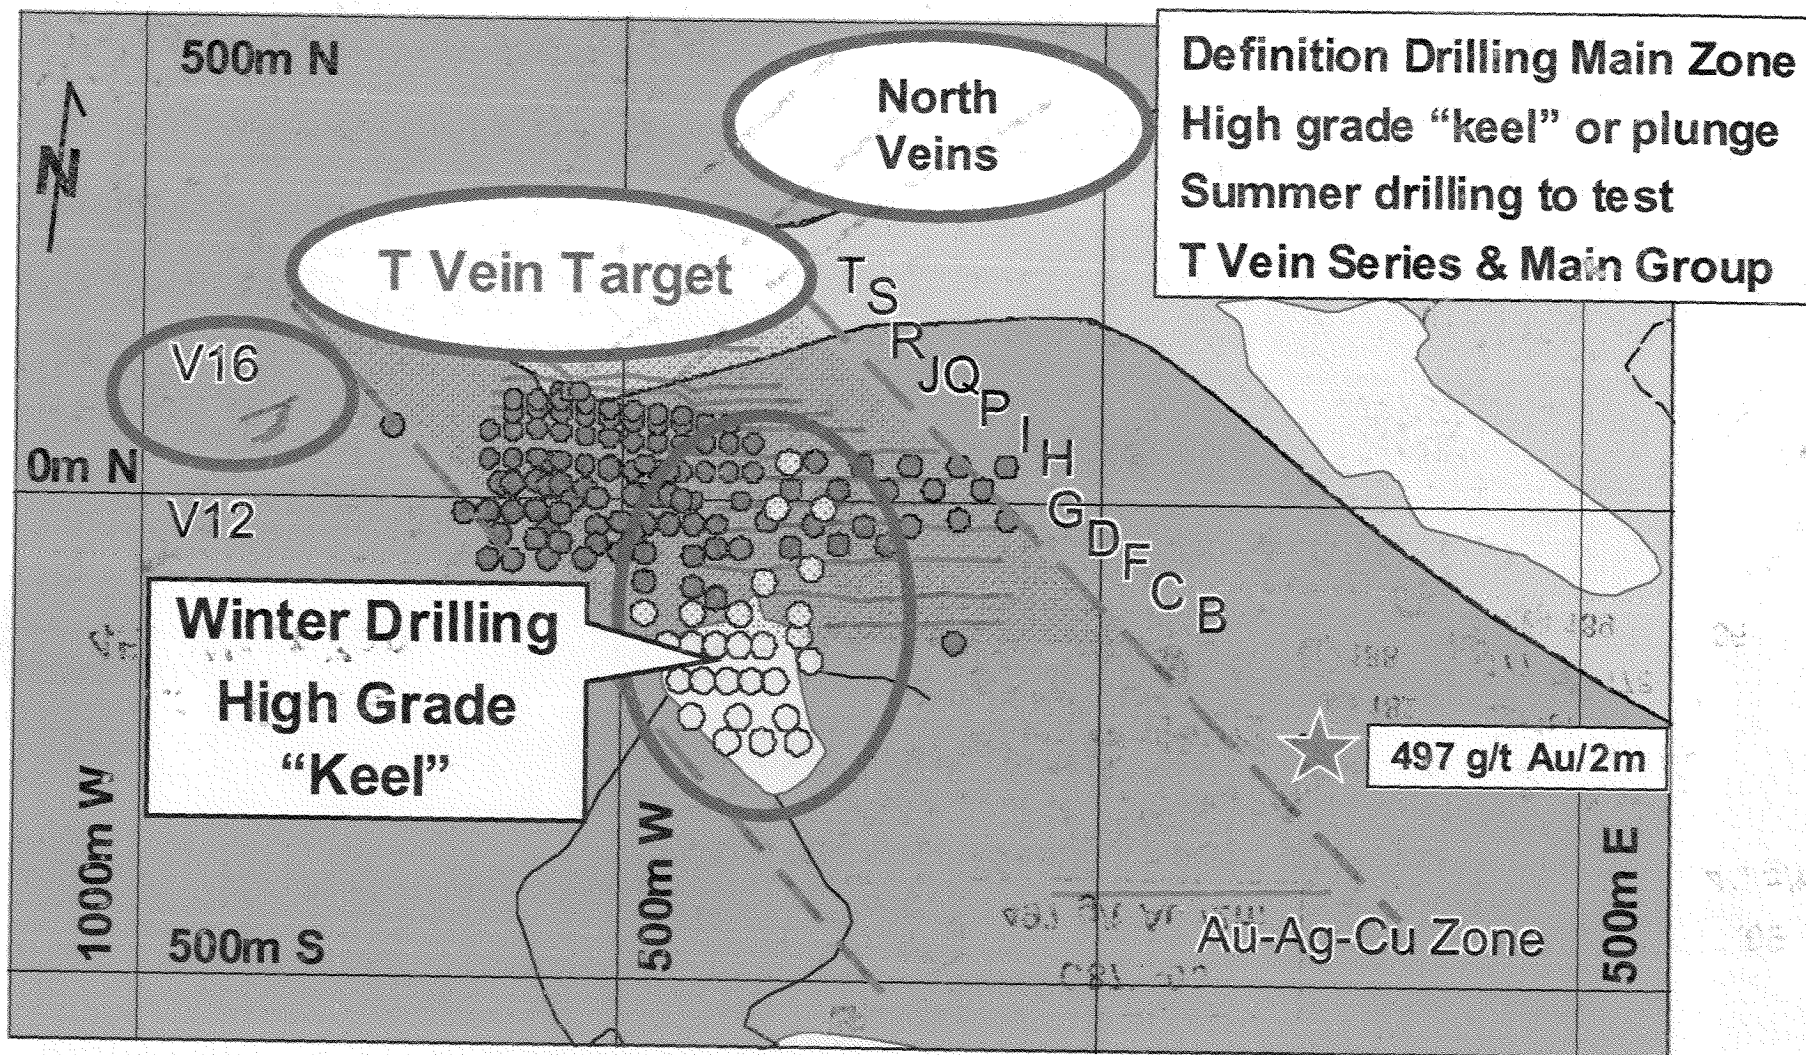 500m N
North
Veins
Definition Drilling Main Zone
High grade “keel” or plunge
Summer drilling to test
T Vein Series & Main Group
N
T Vein Target
T
S
R
J
Q
P
I
H
G
D
F
C
B
V16
0m N
V12
Winter Drilling
High Grade
“Keel”
497 g/t Au/2m
1000m W
500m W
500m E
500m S
Au-Ag-Cu Zone